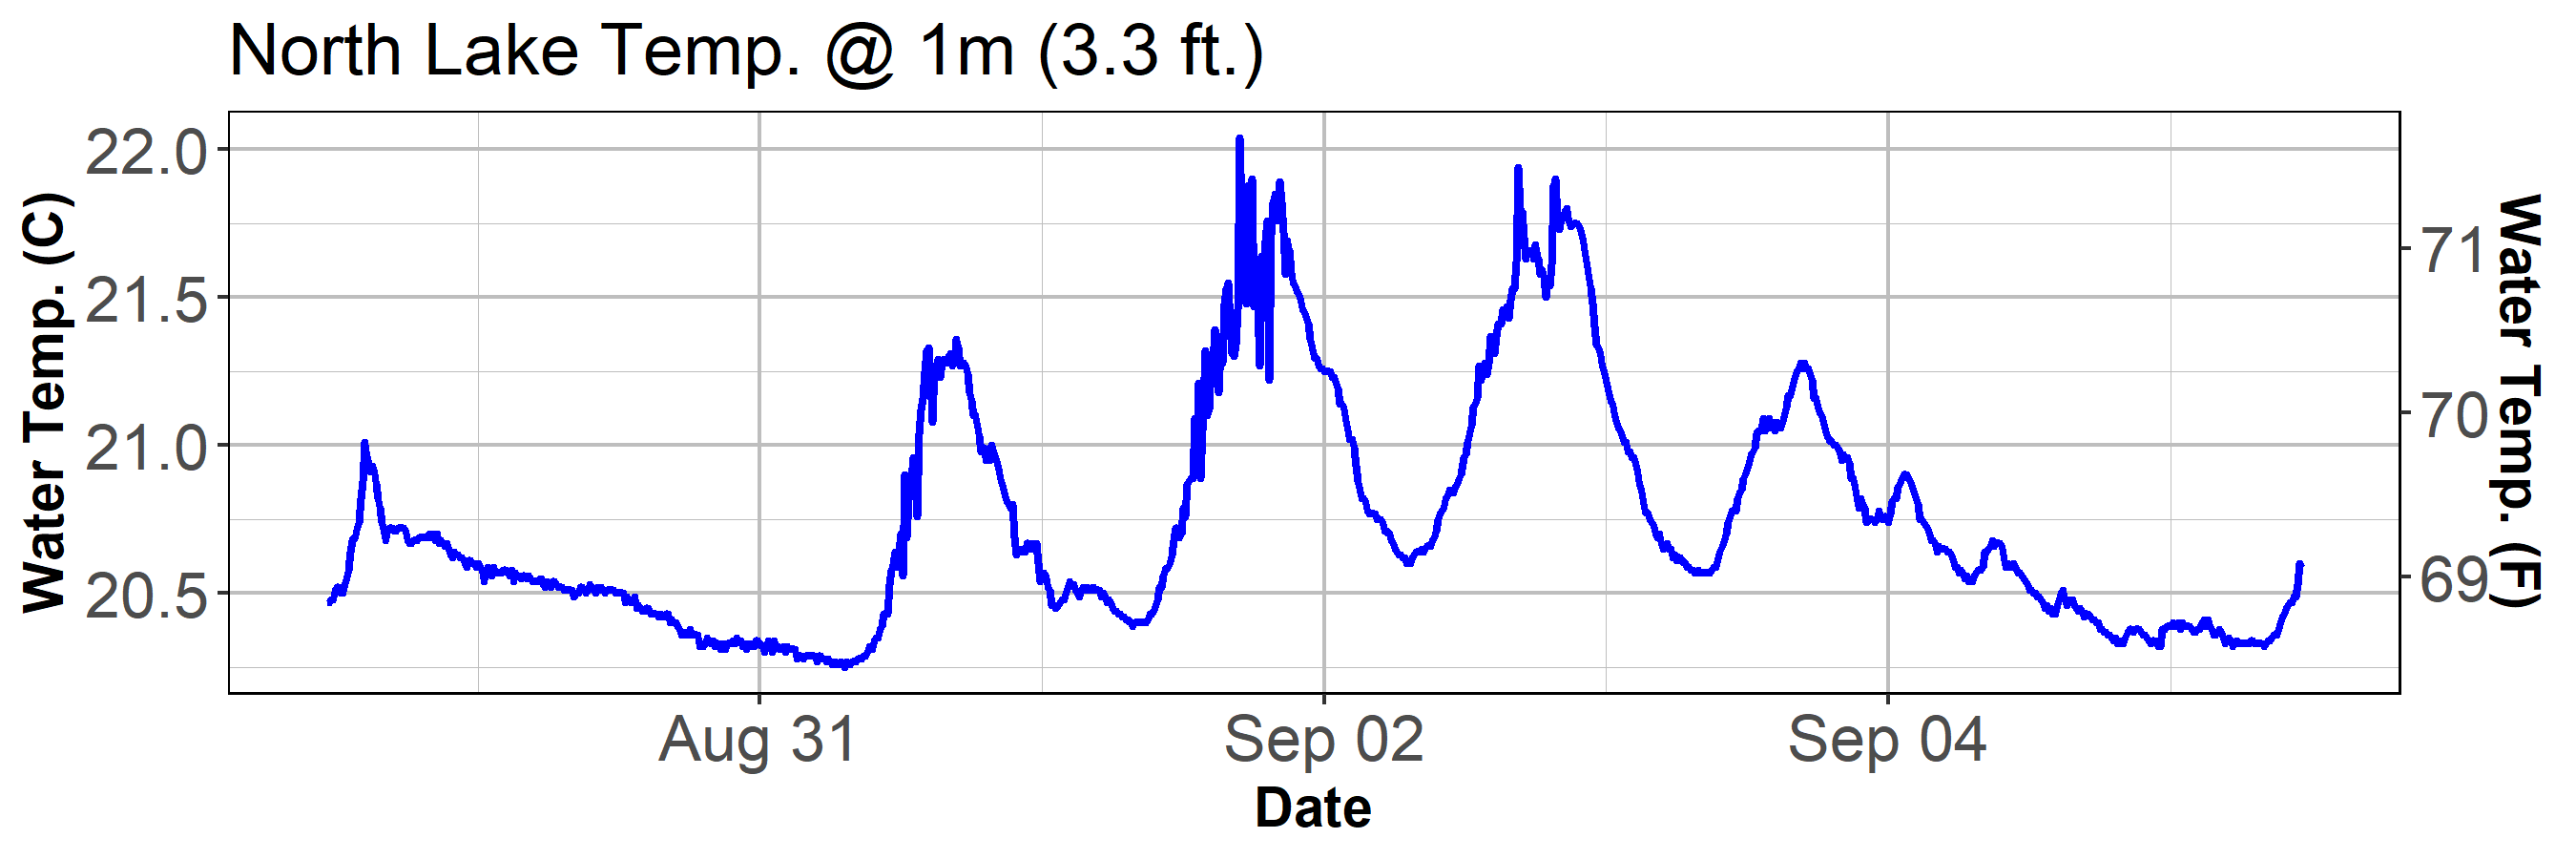 North Lake Temp. @ 1m (3.3 ft.)
Water Temp. (C)
22.0
21.5
21.0
20.5
71
70
69
Water Temp. (F)
Aug 31
Sep 02
Sep 04
Date